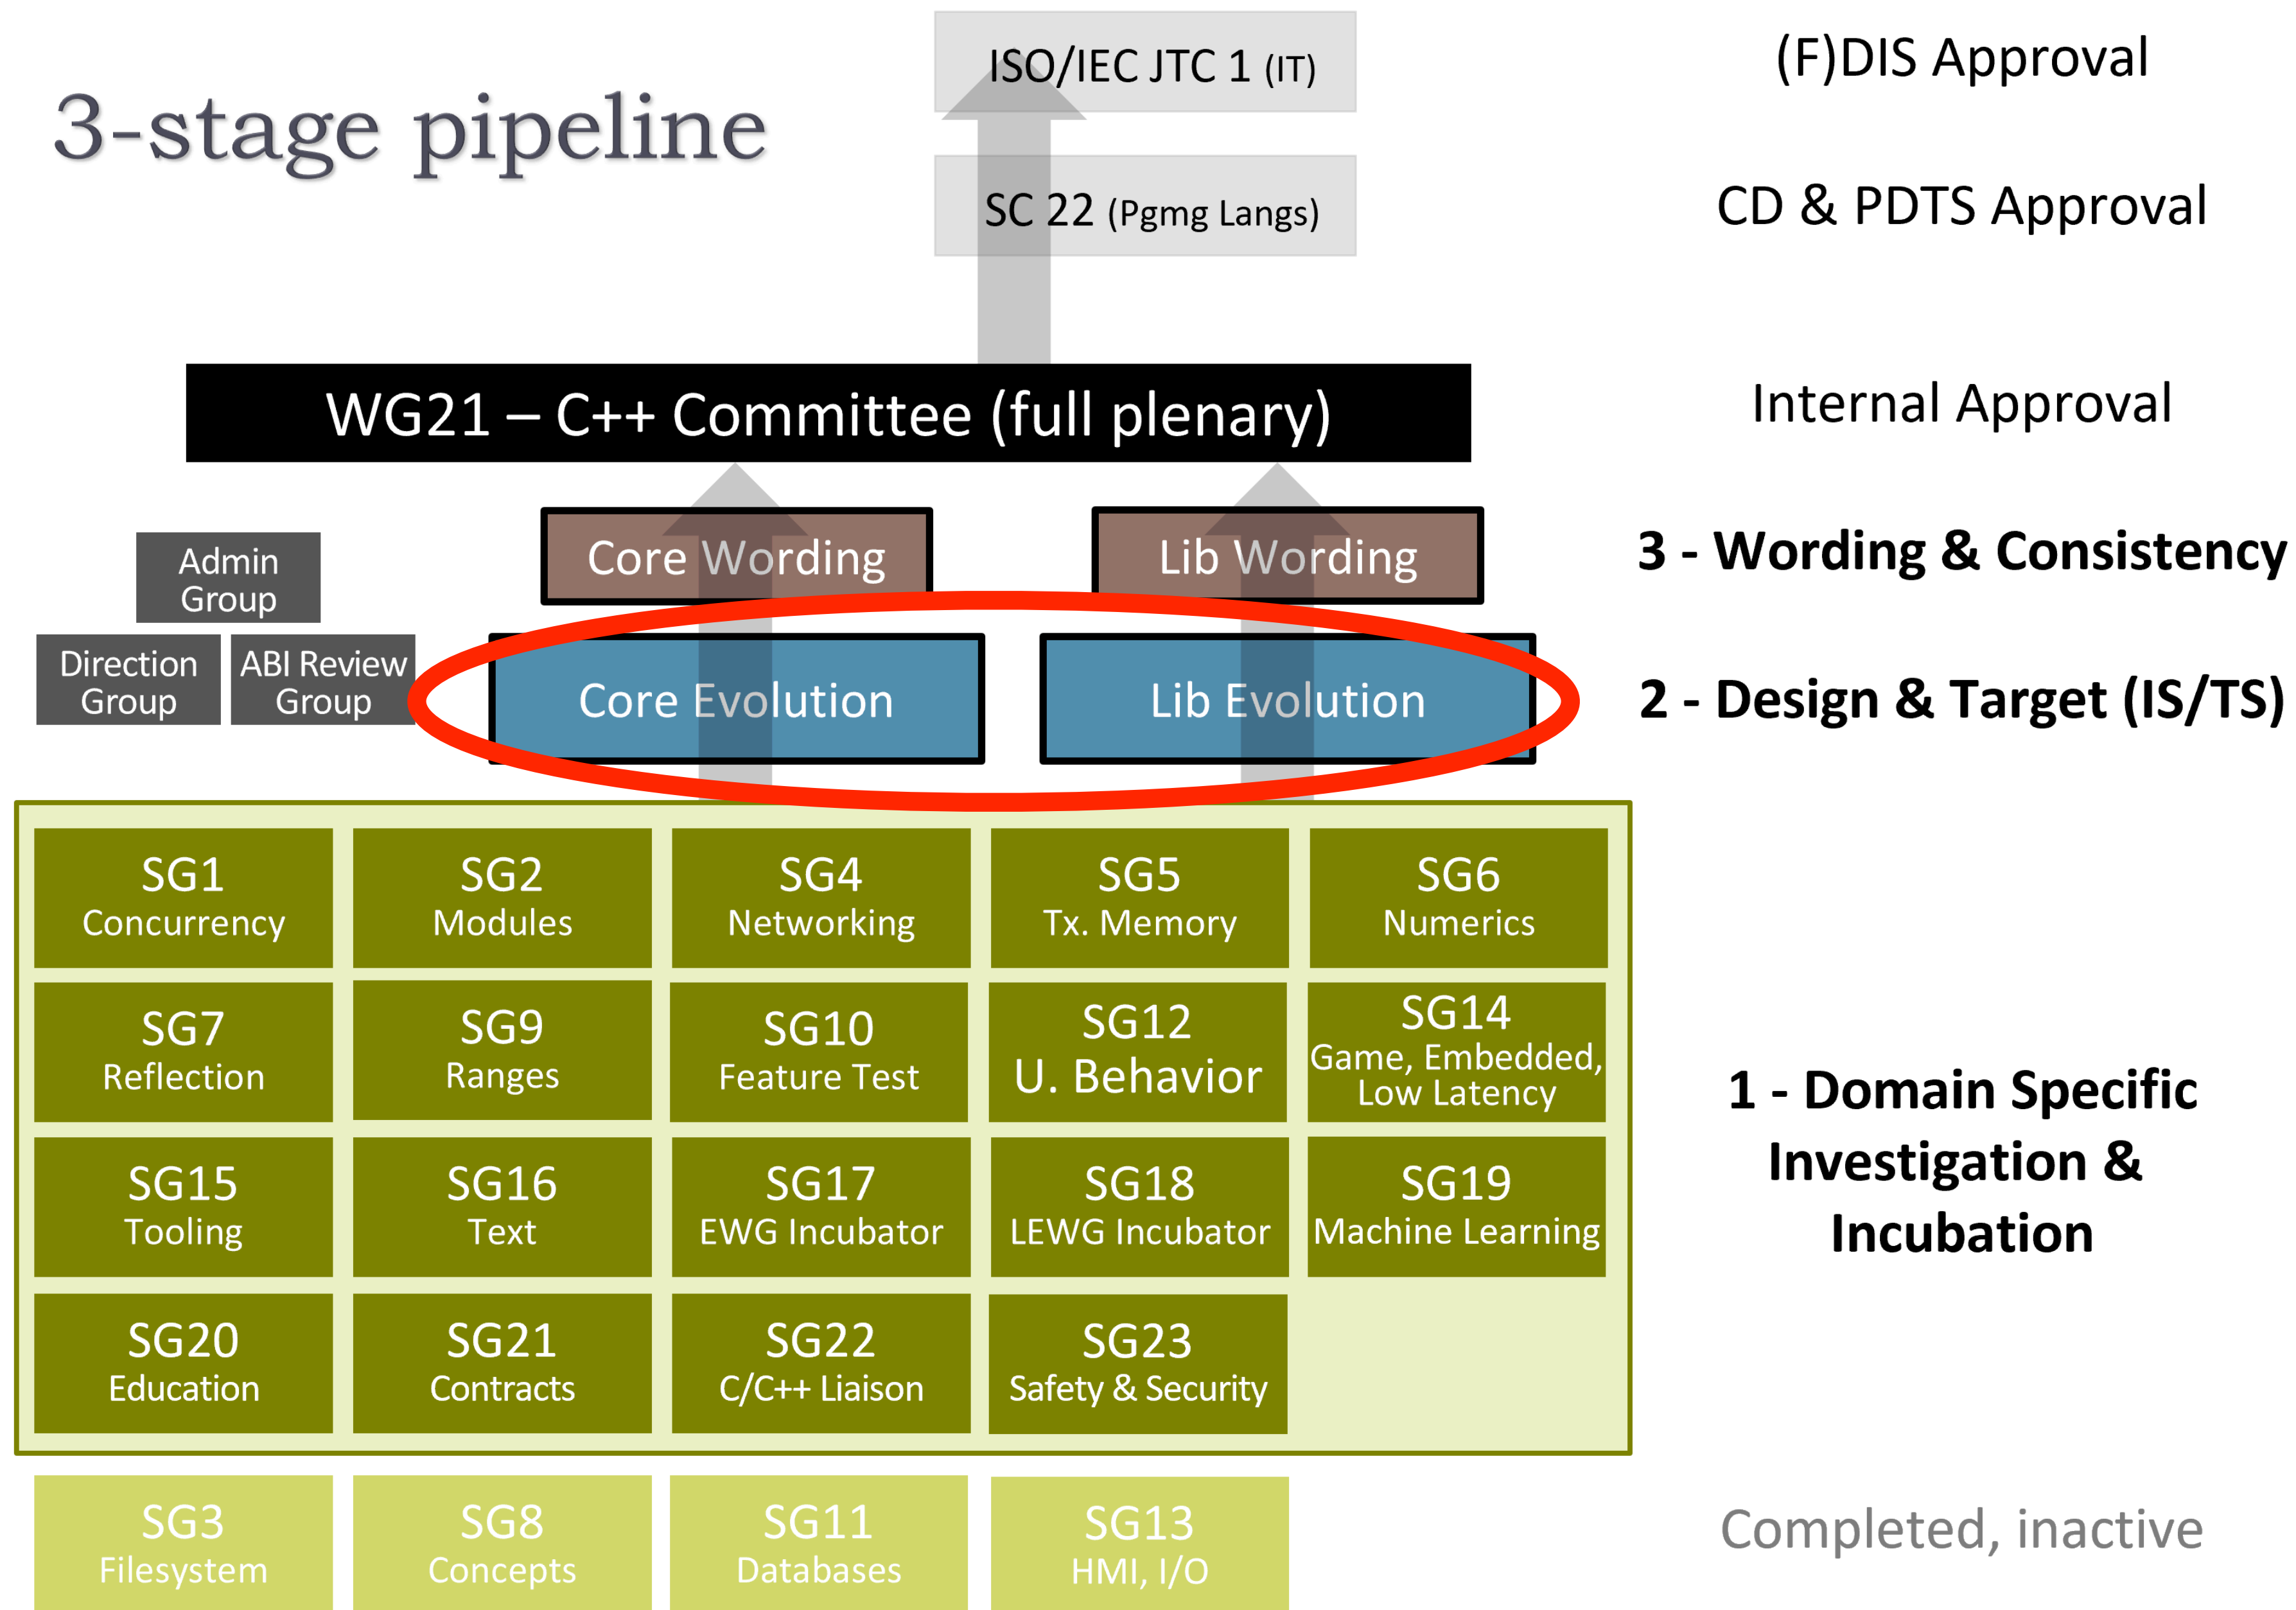 3-stage pipeline
ISO/IEC JTC 1 (IT)
(F)DIS Approval
SC 22 (Pgmg Langs)
CD & PDTS Approval
WG21 – C++ Committee (full plenary)
Internal Approval
Admin
Group
Core Wording
Lib Wording
3 - Wording & Consistency
Direction
Group
ABI Review
Group
Core Evolution
Lib Evolution
2 - Design & Target (IS/TS)
SG1
Concurrency
SG2
Modules
SG4
Networking
SG5
Tx. Memory
SG6
Numerics
SG7
Reflection
SG9
Ranges
SG10
Feature Test
SG12
U. Behavior
SG14
Game, Embedded,
Low Latency
SG15
Tooling
SG16
Text
SG17
EWG Incubator
SG18
LEWG Incubator
SG19
Machine Learning
SG20
Education
SG21
Contracts
SG22
C/C++ Liaison
SG23
Safety & Security
1 - Domain Specific
Investigation &
Incubation
SG3
Filesystem
SG8
Concepts
SG11
Databases
SG13
HMI, I/O
Completed, inactive